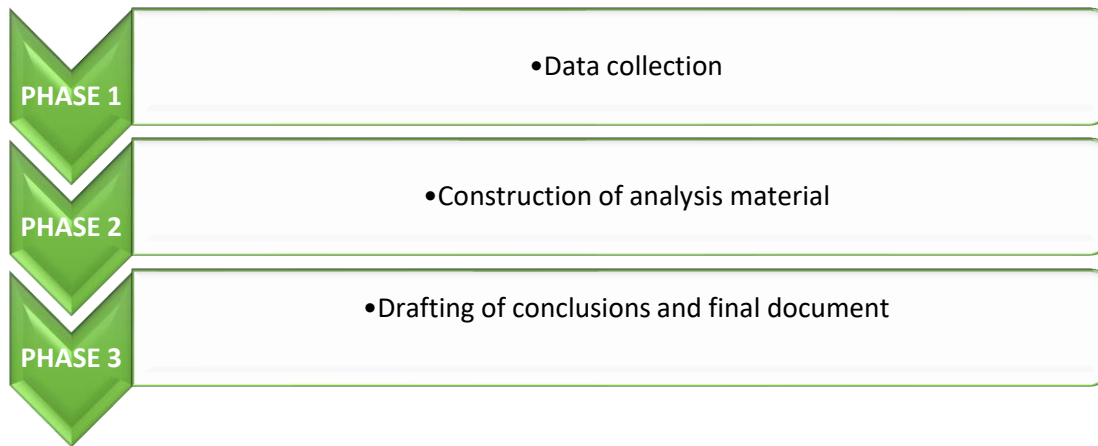 PHASE 1
•Data collection
PHASE 2
•Construction of analysis material
PHASE 3
•Drafting of conclusions and final document